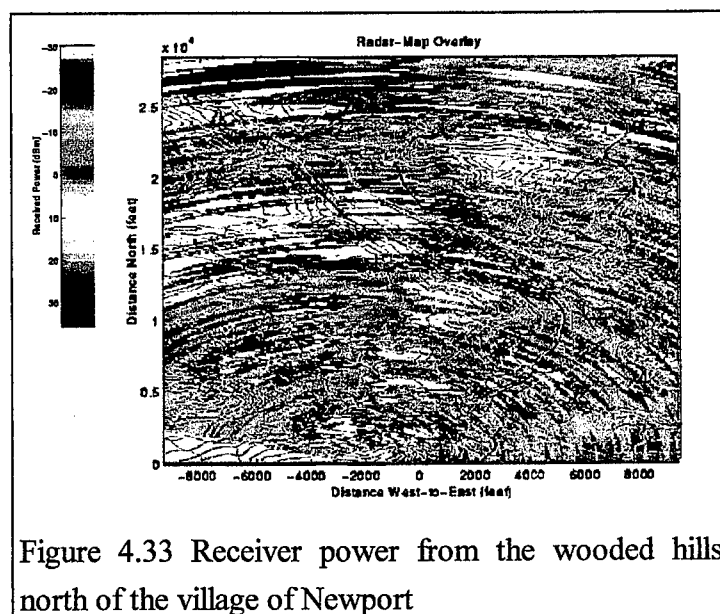 Radar-Map Overlay
x 10⁴
-30
-20
-10
0
10
20
30
Received Power (dBm)
2.5
2
1.5
1
0.5
0
Distance North (feet)
-8000 -6000 -4000 -2000 0 2000 4000 6000 8000
Distance West-to-East (feet)
Figure 4.33 Receiver power from the wooded hills
north of the village of Newport